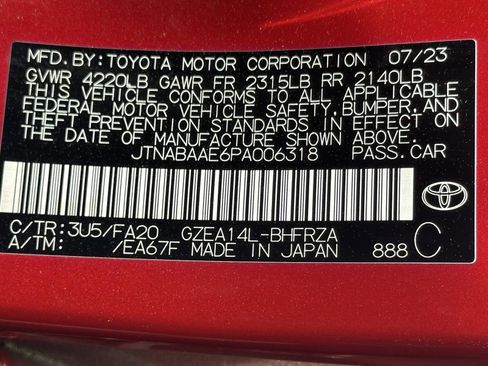 MFD. BY: TOYOTA MOTOR CORPORATION 07/23
GVWR 4220LB GAWR FR 2315LB RR 2140LB
THIS VEHICLE CONFORMS TO ALL APPLICABLE
FEDERAL MOTOR VEHICLE SAFETY, BUMPER, AND
THEFT PREVENTION STANDARDS IN EFFECT ON
THE DATE OF MANUFACTURE SHOWN ABOVE.
JTNABAAE6PA006318 PASS. CAR
C/TR: 3U5/FA20 GZEA14L-BHFRZA
A/TM: /EA67F MADE IN JAPAN 888 C
TOYOTA